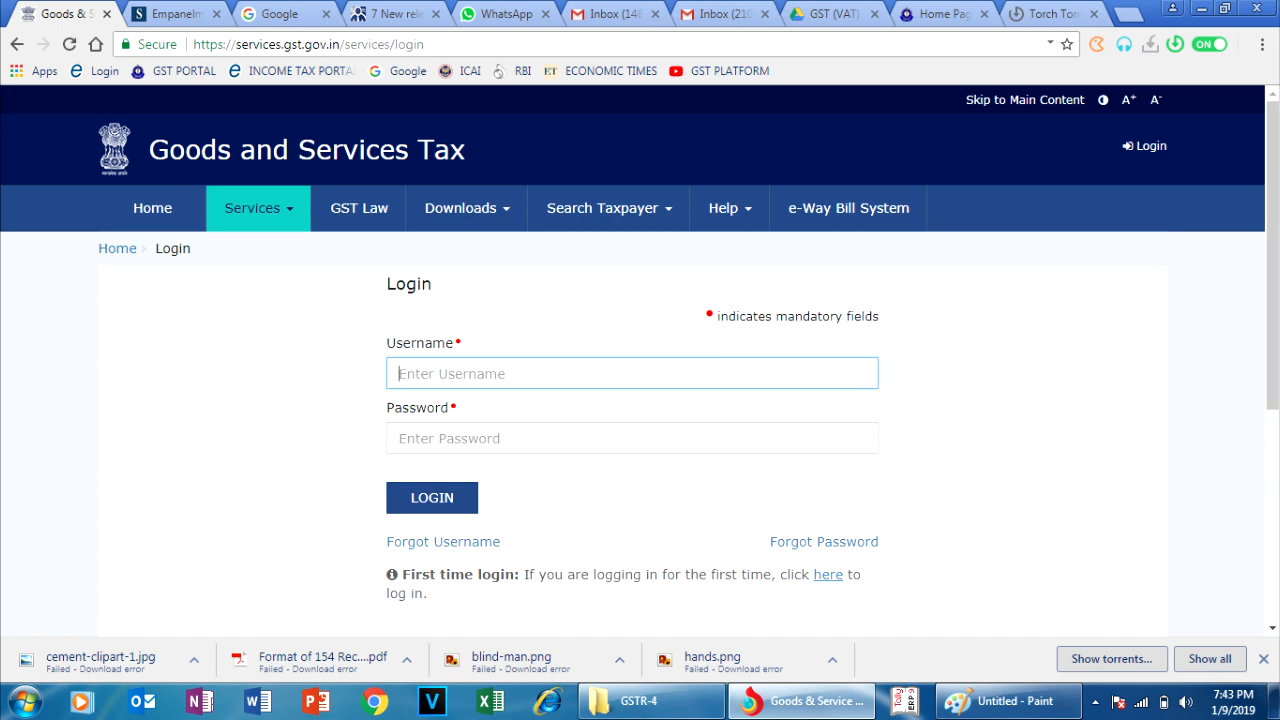 Goods & S
Empanelm
Google
7 New rele
WhatsApp
Inbox (148
Inbox (210
GST (VAT)
Home Pag
Torch Torr
Secure
https://services.gst.gov.in/services/login
ON
Apps
Login
GST PORTAL
INCOME TAX PORTA
Google
ICAI
RBI
ET ECONOMIC TIMES
GST PLATFORM
Skip to Main Content
A+
A-
Goods and Services Tax
Login
Home
Services
GST Law
Downloads
Search Taxpayer
Help
e-Way Bill System
Home
Login
Login
• indicates mandatory fields
Username•
Enter Username
Password•
Enter Password
LOGIN
Forgot Username
Forgot Password
First time login: If you are logging in for the first time, click here to
log in.
cement-clipart-1.jpg
Failed - Download error
Format of 154 Rec....pdf
Failed - Download error
blind-man.png
Failed - Download error
hands.png
Failed - Download error
Show torrents...
Show all
GSTR-4
Goods & Service ...
Tally
ERP 9
Untitled - Paint
7:43 PM
1/9/2019